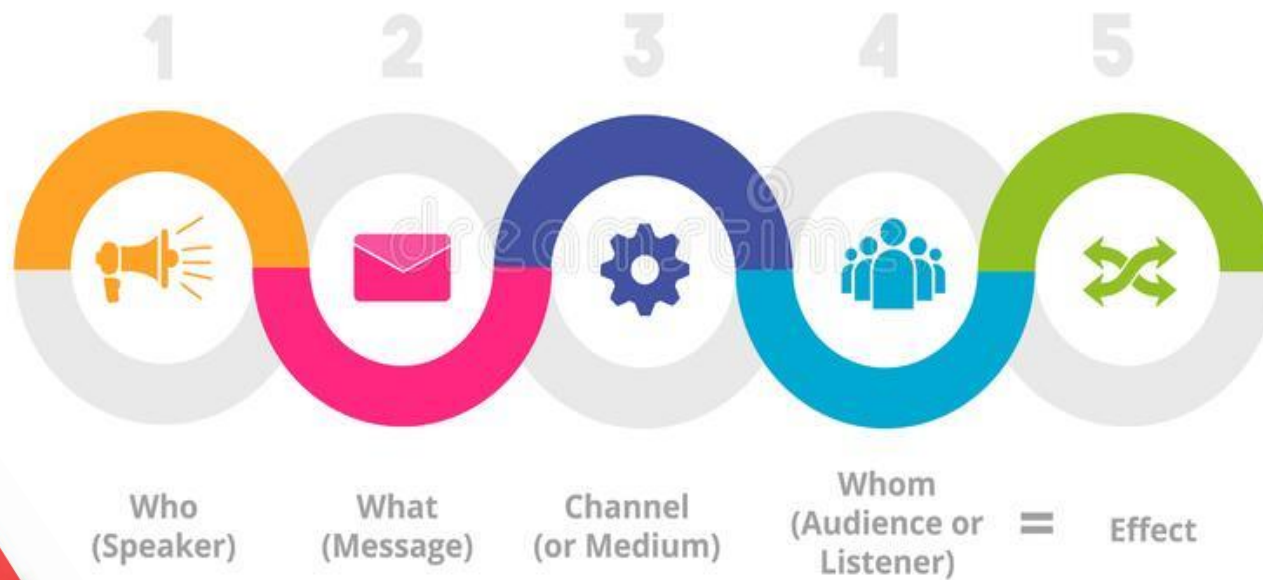 1 2 3 4 5
dreamstime
Who
(Speaker)
What
(Message)
Channel
(or Medium)
Whom
(Audience or
Listener)
=
Effect